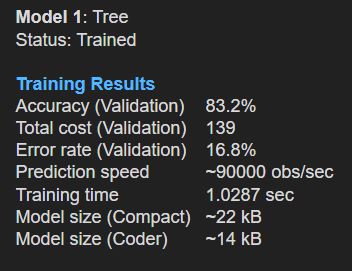 Model 1: Tree
Status: Trained
Training Results
Accuracy (Validation) 83.2%
Total cost (Validation) 139
Error rate (Validation) 16.8%
Prediction speed ~90000 obs/sec
Training time 1.0287 sec
Model size (Compact) ~22 kB
Model size (Coder) ~14 kB